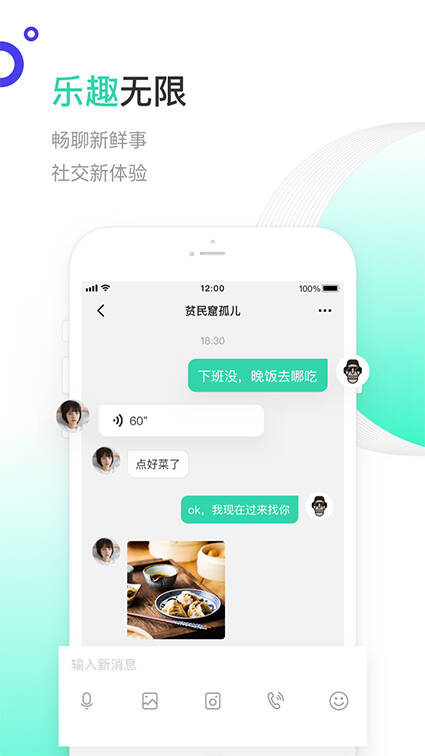 乐趣无限
畅聊新鲜事
社交新体验
12:00
100%
贫民窟孤儿
18:30
下班没，晚饭去哪吃
60”
点好菜了
ok，我现在过来找你
输入新消息